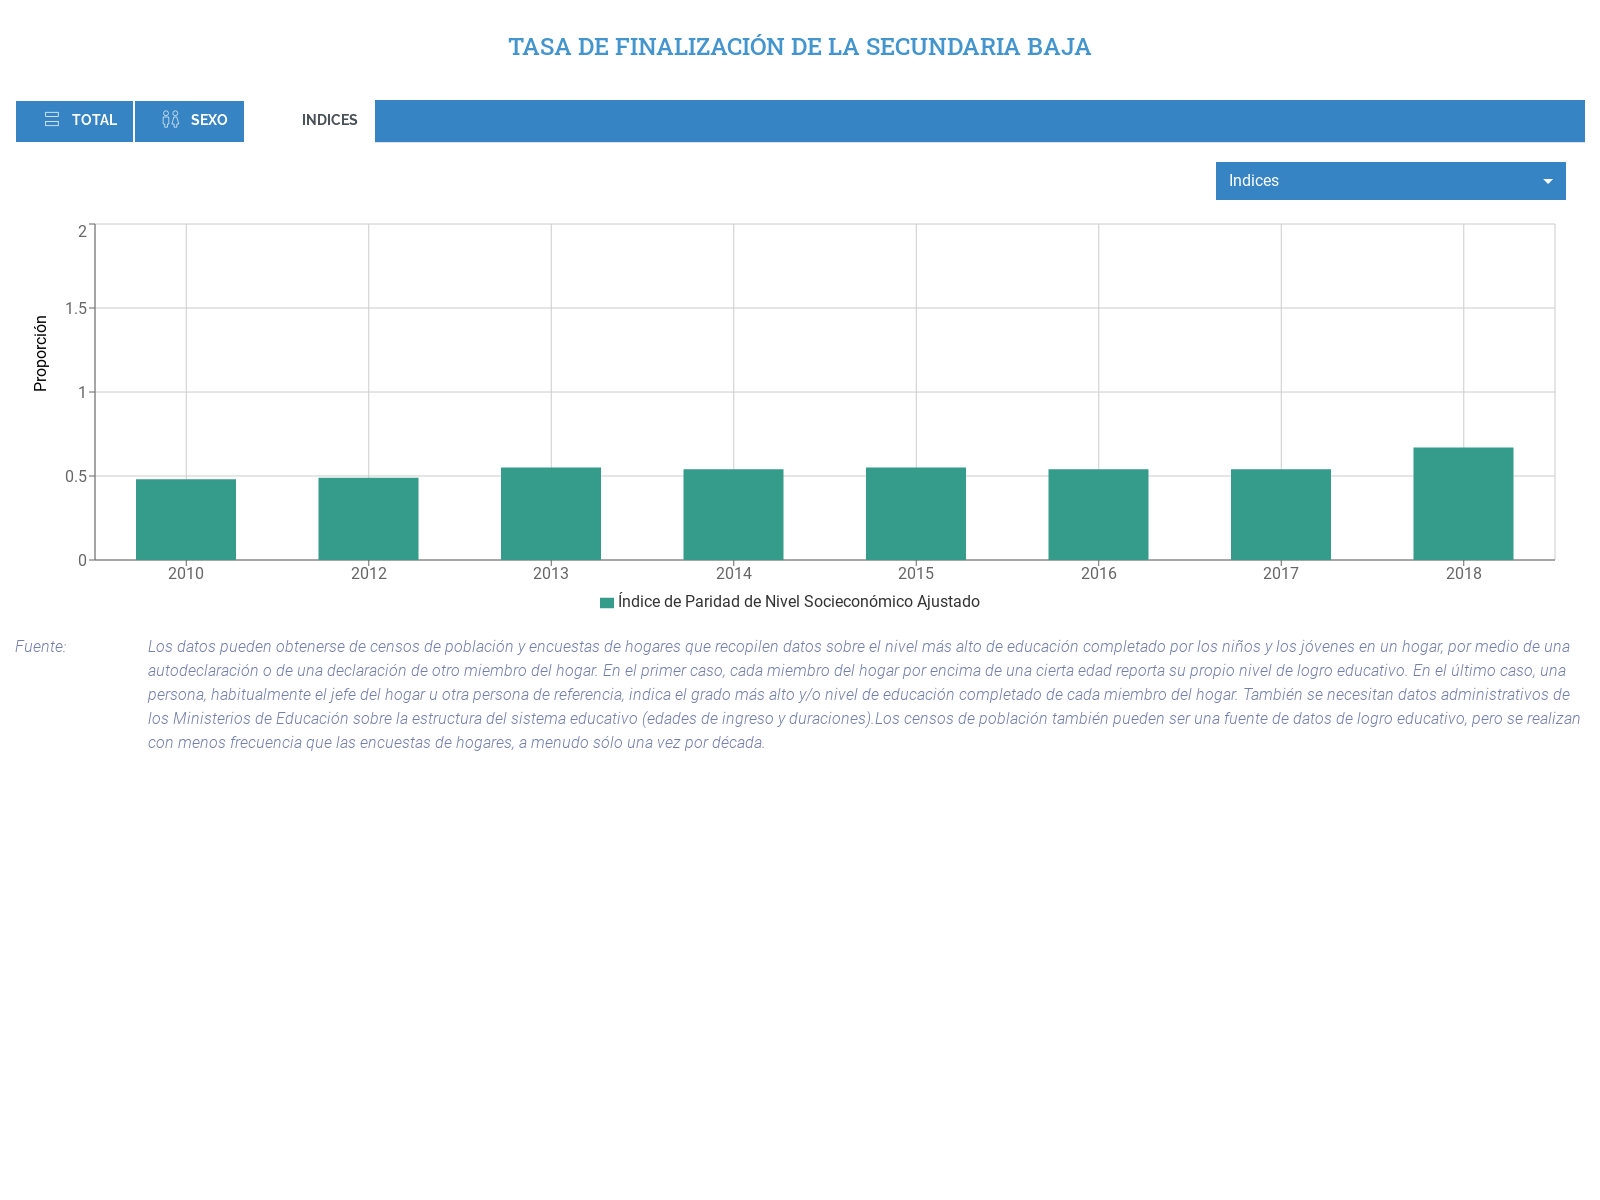 TASA DE FINALIZACIÓN DE LA SECUNDARIA BAJA
TOTAL
SEXO
INDICES
Indices
2
1.5
1
0.5
0
Proporción
2010
2012
2013
2014
2015
2016
2017
2018
Índice de Paridad de Nivel Socieconómico Ajustado
Fuente:
Los datos pueden obtenerse de censos de población y encuestas de hogares que recopilen datos sobre el nivel más alto de educación completado por los niños y los jóvenes en un hogar, por medio de una
autodeclaración o de una declaración de otro miembro del hogar. En el primer caso, cada miembro del hogar por encima de una cierta edad reporta su propio nivel de logro educativo. En el último caso, una
persona, habitualmente el jefe del hogar u otra persona de referencia, indica el grado más alto y/o nivel de educación completado de cada miembro del hogar. También se necesitan datos administrativos de
los Ministerios de Educación sobre la estructura del sistema educativo (edades de ingreso y duraciones).Los censos de población también pueden ser una fuente de datos de logro educativo, pero se realizan
con menos frecuencia que las encuestas de hogares, a menudo sólo una vez por década.